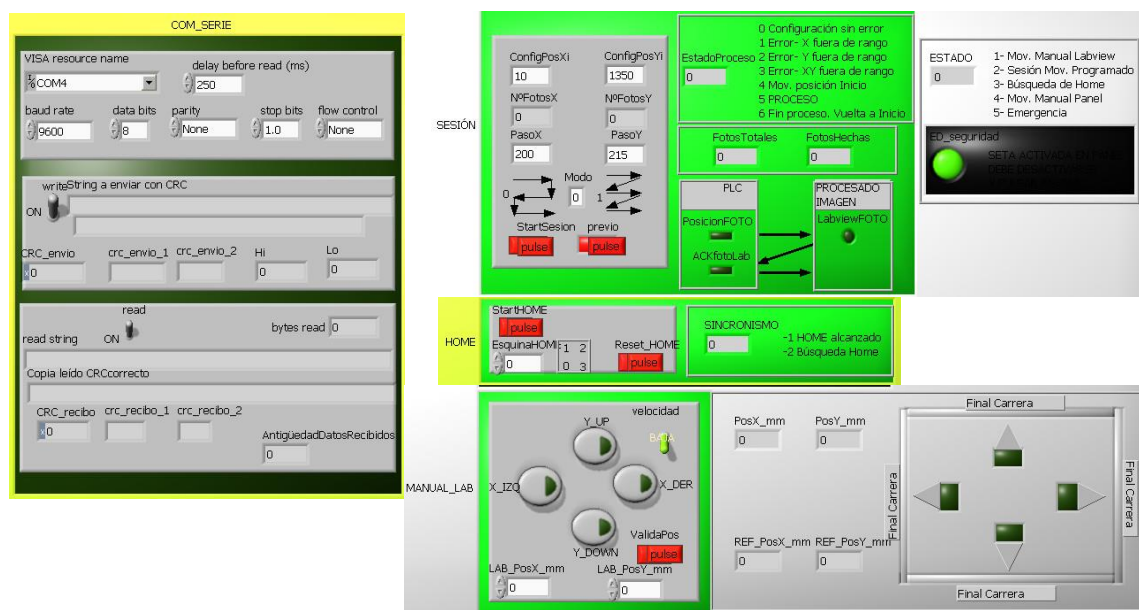 COM_SERIE
VISA resource name
COM4
delay before read (ms)
250
baud rate
data bits
parity
stop bits
flow control
9600
8
None
1.0
None
write
String a enviar con CRC
ON
CRC_envio
crc_envio_1
crc_envio_2
Hi
Lo
x0
0
0
read
read string
ON
bytes read
0
Copia leído CRCcorrecto
CRC_recibo
crc_recibo_1
crc_recibo_2
x0
AntigüedadDatosRecibidos
0
SESIÓN
ConfigPosXi
ConfigPosYi
10
1350
NºFotosX
NºFotosY
0
0
PasoX
PasoY
200
215
Modo
0
0
1
StartSesion
previo
pulse
pulse
EstadoProceso
0
0 Configuración sin error
1 Error- X fuera de rango
2 Error- Y fuera de rango
3 Error- XY fuera de rango
4 Mov. posición Inicio
5 PROCESO
6 Fin proceso. Vuelta a Inicio
FotosTotales
FotosHechas
0
0
PLC
PROCESADO
IMAGEN
PosicionFOTO
LabviewFOTO
ACKfotoLab
ESTADO
0
1- Mov. Manual Labview
2- Sesión Mov. Programado
3- Búsqueda de Home
4- Mov. Manual Panel
5- Emergencia
ED_seguridad
SETA ACTIVADA EN PANEL
DEBE DESACTIVARSE
HOME
StartHOME
pulse
EsquinaHOME
0
1 2
0 3
Reset_HOME
pulse
SINCRONISMO
0
-1 HOME alcanzado
-2 Búsqueda Home
MANUAL_LAB
velocidad
BAJA
Y_UP
X_IZQ
X_DER
Y_DOWN
ValidaPos
pulse
LAB_PosX_mm
LAB_PosY_mm
0
0
PosX_mm
PosY_mm
0
0
REF_PosX_mm
REF_PosY_mm
0
0
Final Carrera
Final Carrera
Final Carrera
Final Carrera